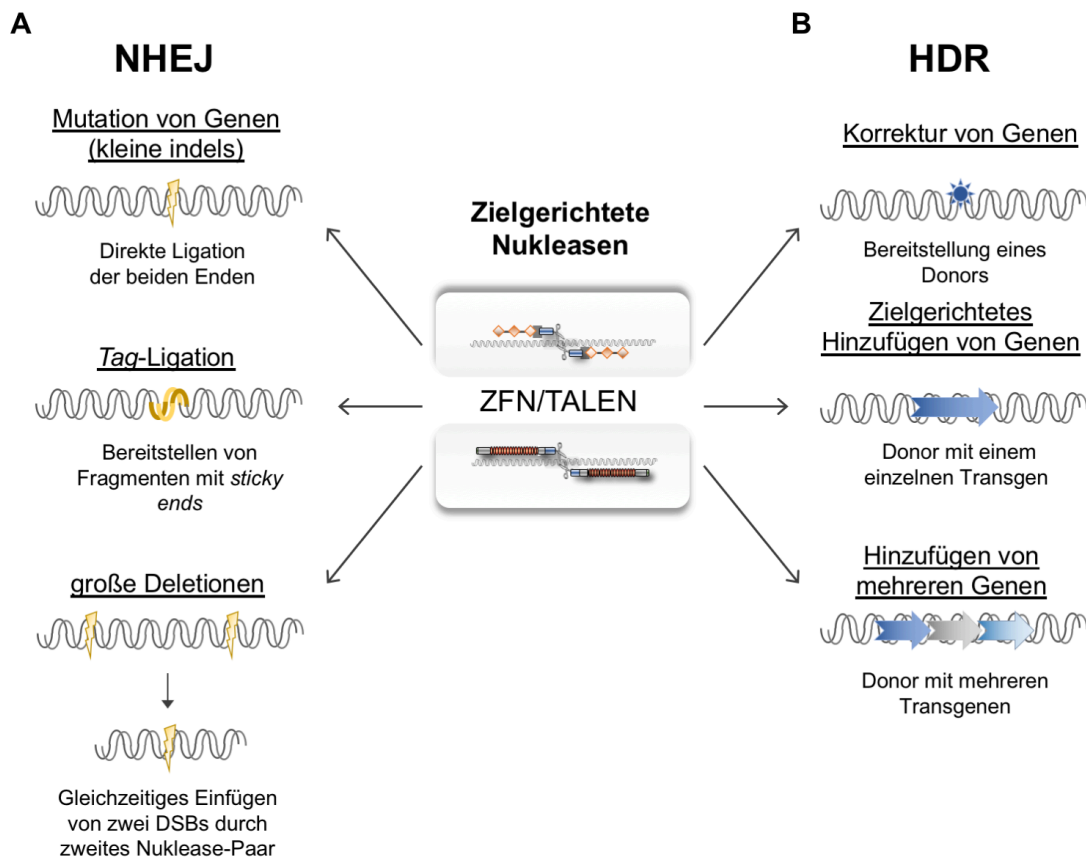 A
NHEJ
Mutation von Genen
(kleine indels)
Direkte Ligation
der beiden Enden
Tag-Ligation
Bereitstellen von
Fragmenten mit sticky
ends
große Deletionen
Gleichzeitiges Einfügen
von zwei DSBs durch
zweites Nuklease-Paar
Zielgerichtete
Nukleasen
ZFN/TALEN
B
HDR
Korrektur von Genen
Bereitstellung eines
Donors
Zielgerichtetes
Hinzufügen von Genen
Donor mit einem
einzelnen Transgen
Hinzufügen von
mehreren Genen
Donor mit mehreren
Transgenen